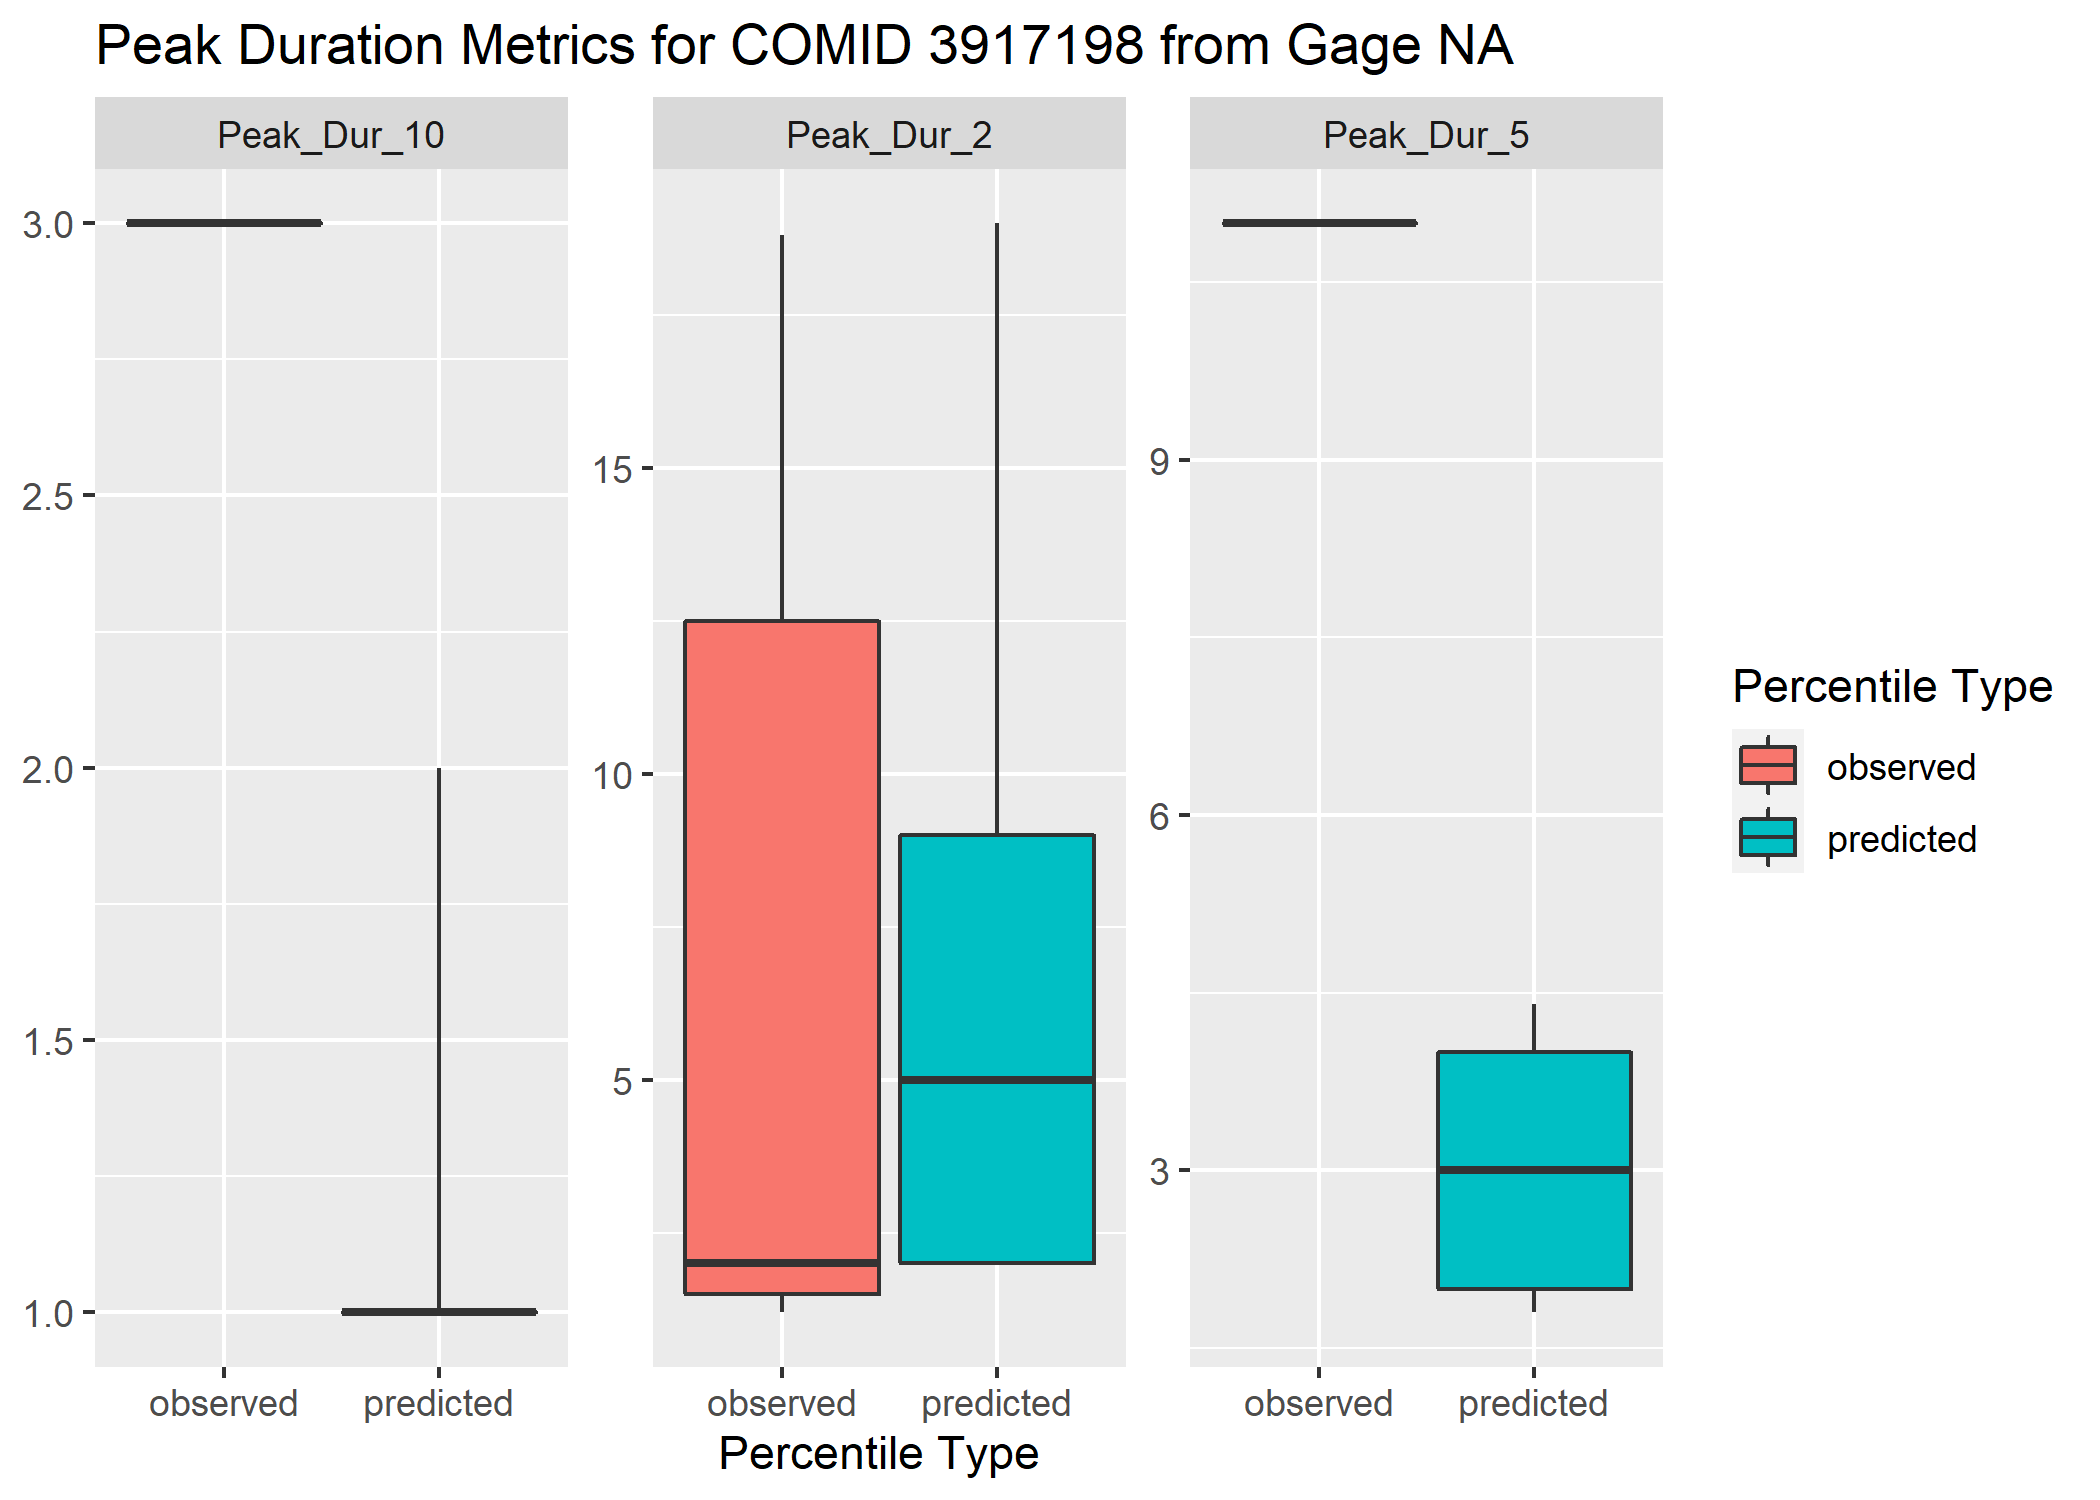 Peak Duration Metrics for COMID 3917198 from Gage NA
Peak_Dur_10
Peak_Dur_2
Peak_Dur_5
3.0
2.5
2.0
1.5
1.0
15
10
5
9
6
3
observed
predicted
observed
predicted
observed
predicted
Percentile Type
Percentile Type
observed
predicted